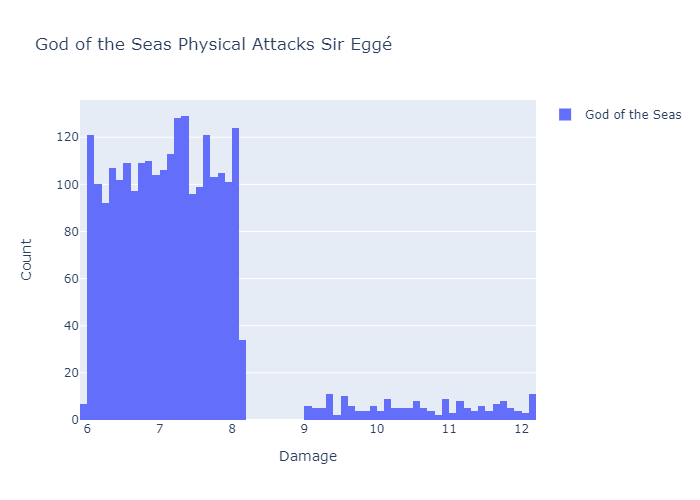 God of the Seas Physical Attacks Sir Eggé
God of the Seas
120
100
80
60
40
20
0
6 7 8 9 10 11 12
Count
Damage